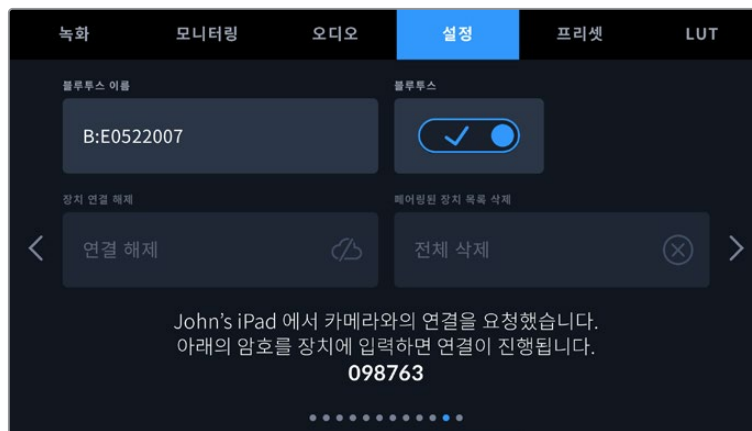 녹화 모니터링 오디오 설정 프리셋 LUT
블루투스 이름 블루투스
B:E0522007
장치 연결 해제 페어링된 장치 목록 삭제
연결 해제 전체 삭제
John's iPad 에서 카메라와의 연결을 요청했습니다.
아래의 암호를 장치에 입력하면 연결이 진행됩니다.
098763